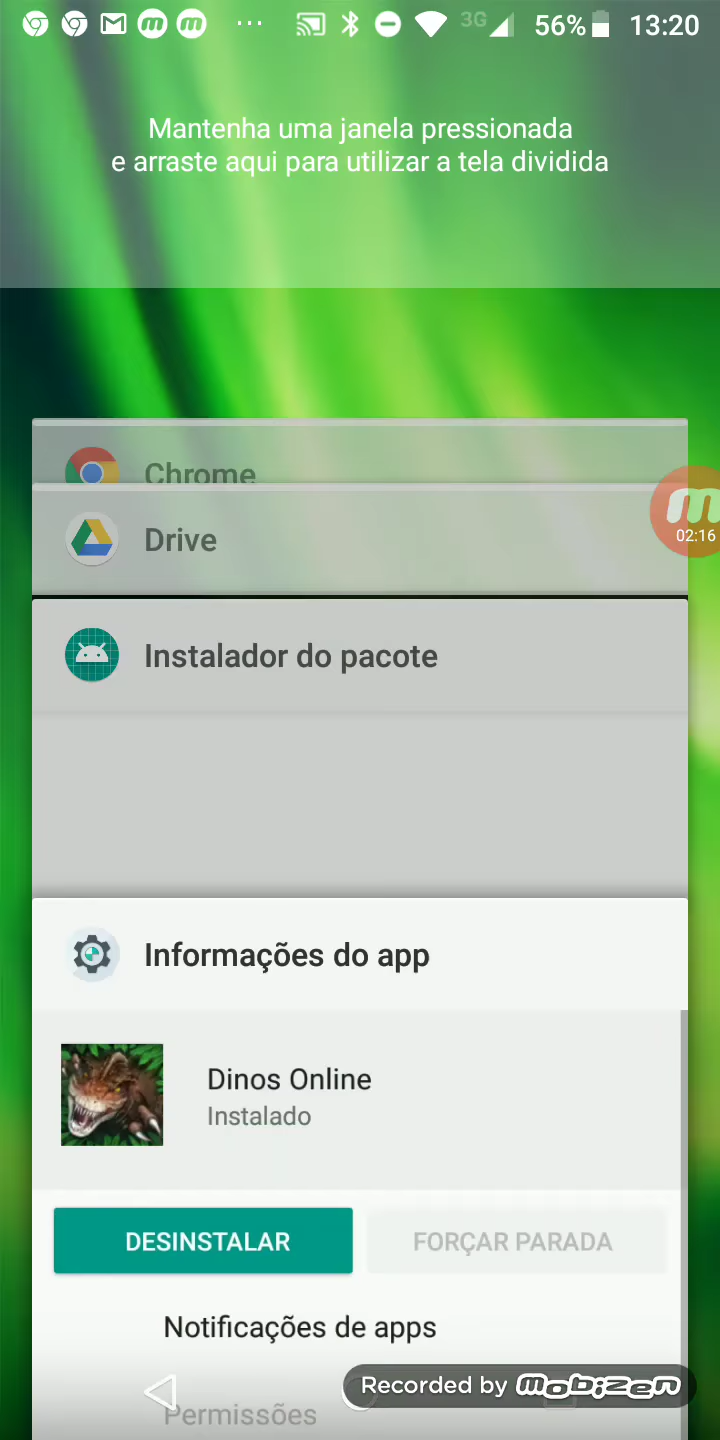 3G 56% 13:20
Mantenha uma janela pressionada
e arraste aqui para utilizar a tela dividida
Chrome
Drive
02:16
Instalador do pacote
Informações do app
Dinos Online
Instalado
DESINSTALAR FORÇAR PARADA
Notificações de apps
Recorded by mobizen
Permissões